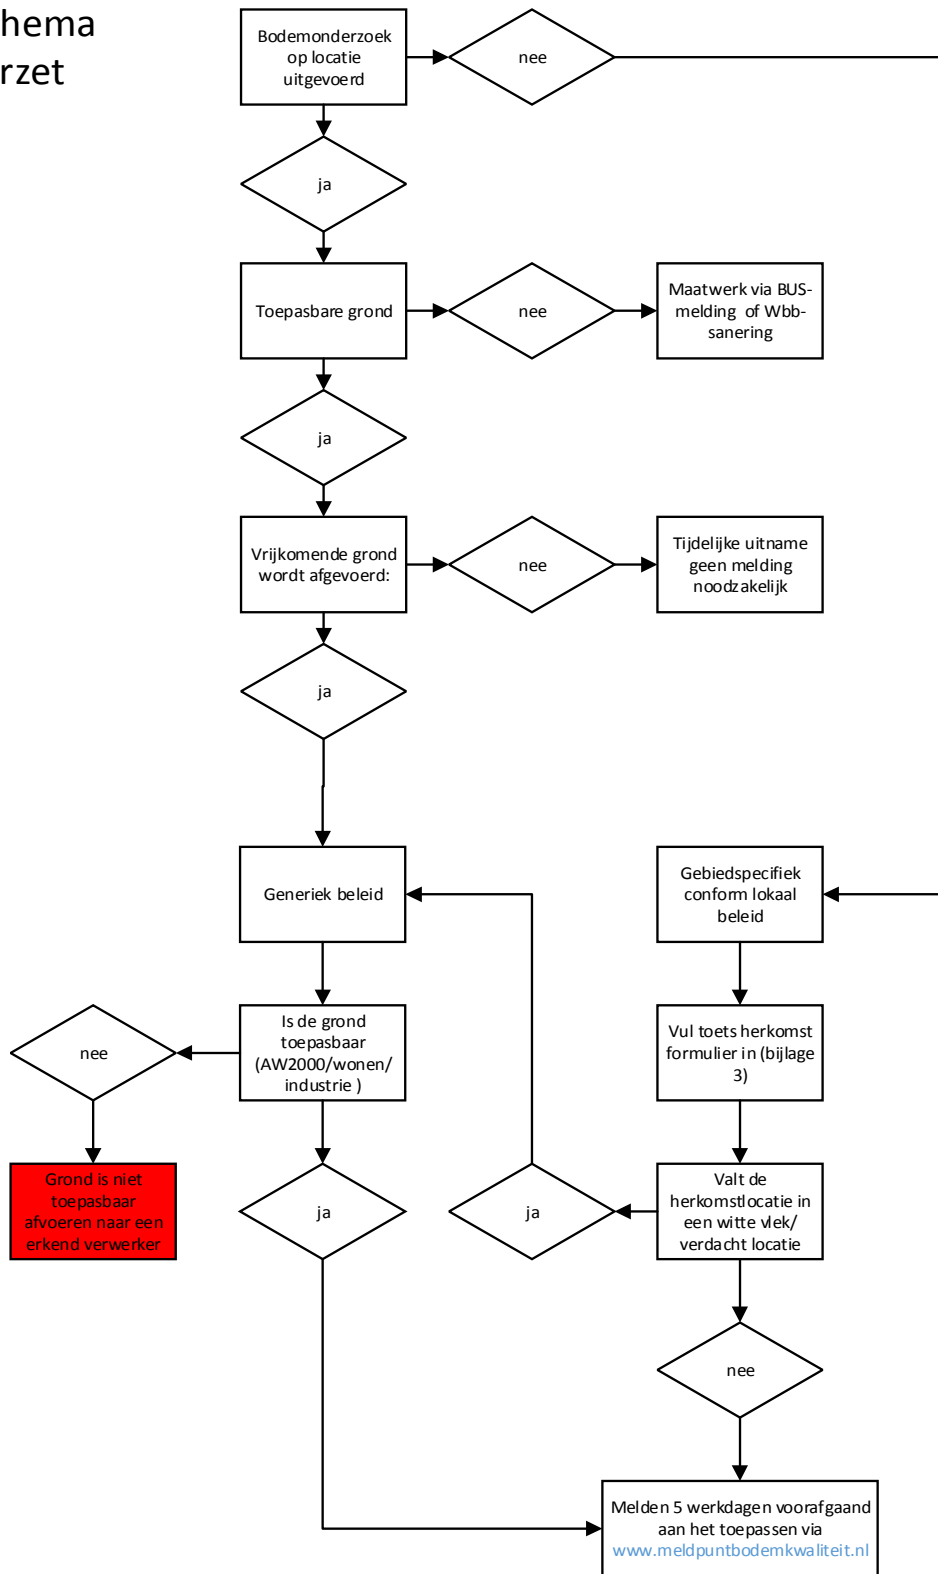 hema
rzet
Bodemonderzoek
op locatie
uitgevoerd
nee
ja
Toepasbare grond
nee
Maatwerk via BUS-
melding of Wbb-
sanering
ja
Vrijkomende grond
wordt afgevoerd:
nee
Tijdelijke uitname
geen melding
noodzakelijk
ja
Generiek beleid
Gebiedspecifiek
conform lokaal
beleid
nee
Is de grond
toepasbaar
(AW2000/wonen/
industrie )
Vul toets herkomst
formulier in (bijlage
3)
Grond is niet
toepasbaar
afvoeren naar een
erkend verwerker
ja
ja
Valt de
herkomstlocatie in
een witte vlek/
verdacht locatie
nee
Melden 5 werkdagen voorafgaand
aan het toepassen via
www.meldpuntbodemkwaliteit.nl